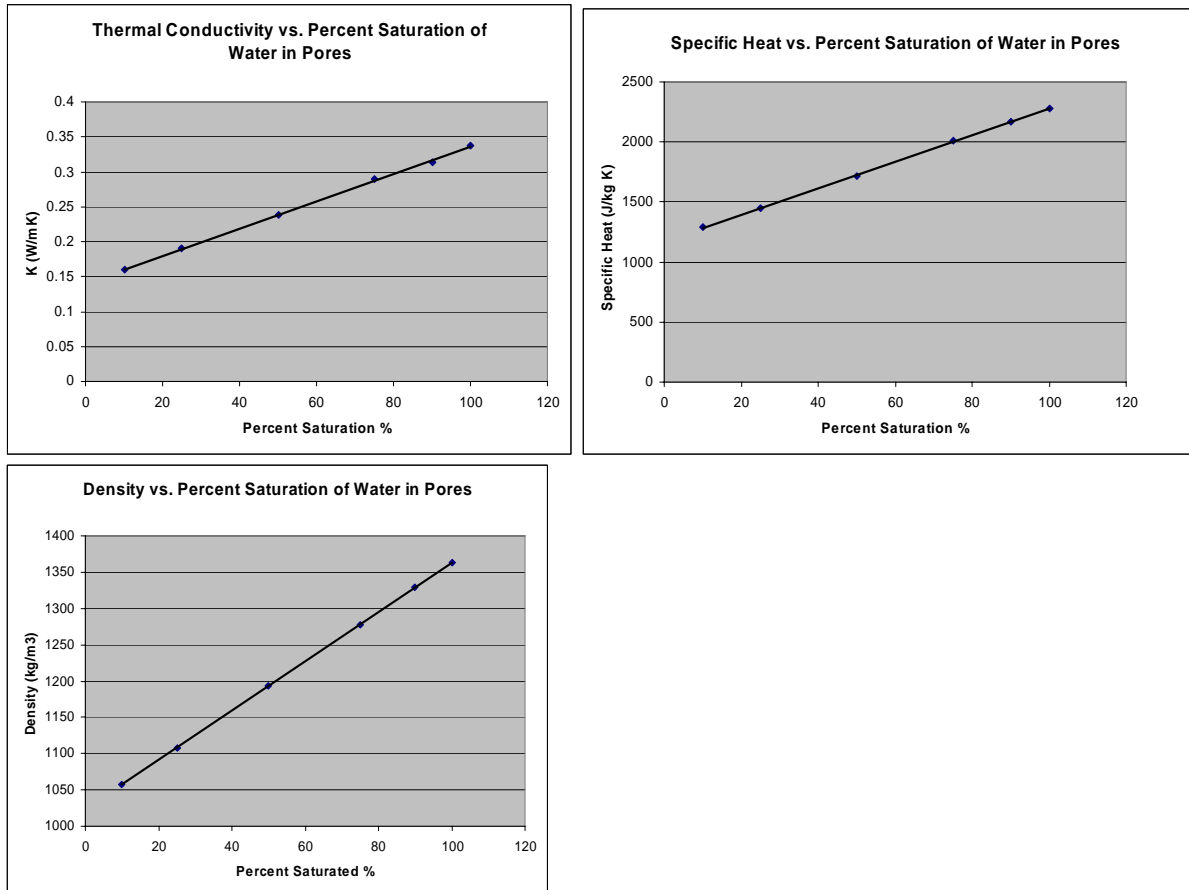 Thermal Conductivity vs. Percent Saturation of
Water in Pores
K (W/mK)
0.4
0.35
0.3
0.25
0.2
0.15
0.1
0.05
0
0 20 40 60 80 100 120
Percent Saturation %
Specific Heat vs. Percent Saturation of Water in Pores
Specific Heat (J/kg K)
2500
2000
1500
1000
500
0
0 20 40 60 80 100 120
Percent Saturation %
Density vs. Percent Saturation of Water in Pores
Density (kg/m3)
1400
1350
1300
1250
1200
1150
1100
1050
1000
0 20 40 60 80 100 120
Percent Saturated %